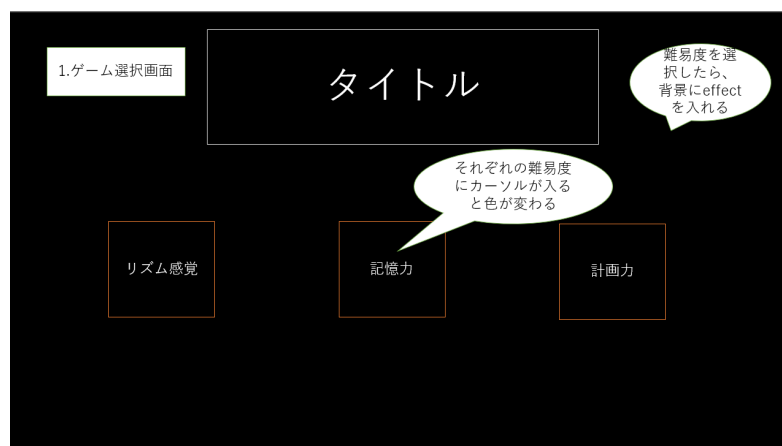 1.ゲーム選択画面
タイトル
難易度を選
択したら、
背景にeffect
を入れる
それぞれの難易度
にカーソルが入る
と色が変わる
リズム感覚
記憶力
計画力